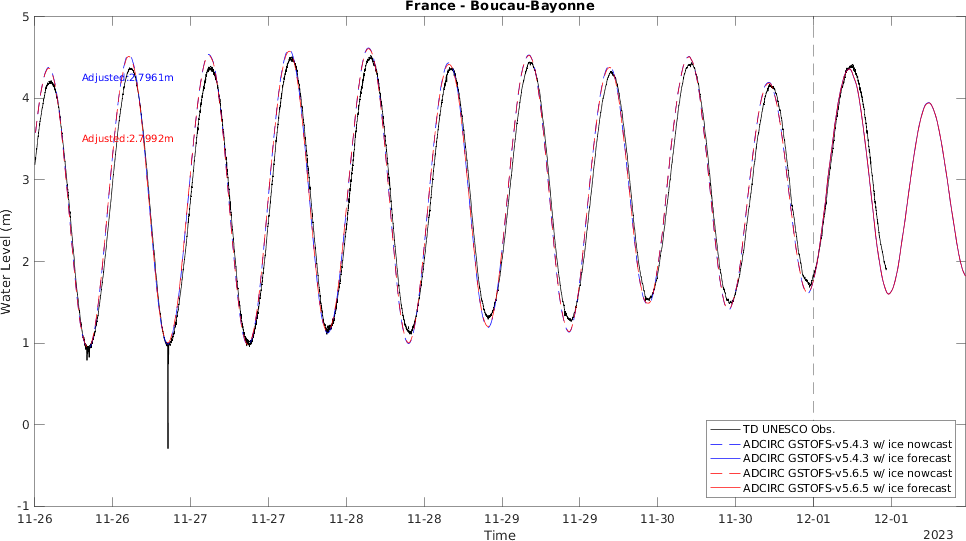 France - Boucau-Bayonne
5
4
3
2
1
0
-1
Water Level (m)
Adjusted:2.7961m
Adjusted:2.7992m
TD UNESCO Obs.
ADCIRC GSTOFS-v5.4.3 w/ ice nowcast
ADCIRC GSTOFS-v5.4.3 w/ ice forecast
ADCIRC GSTOFS-v5.6.5 w/ ice nowcast
ADCIRC GSTOFS-v5.6.5 w/ ice forecast
11-26 11-26 11-27 11-27 11-28 11-28 11-29 11-29 11-30 11-30 12-01 12-01
Time
2023